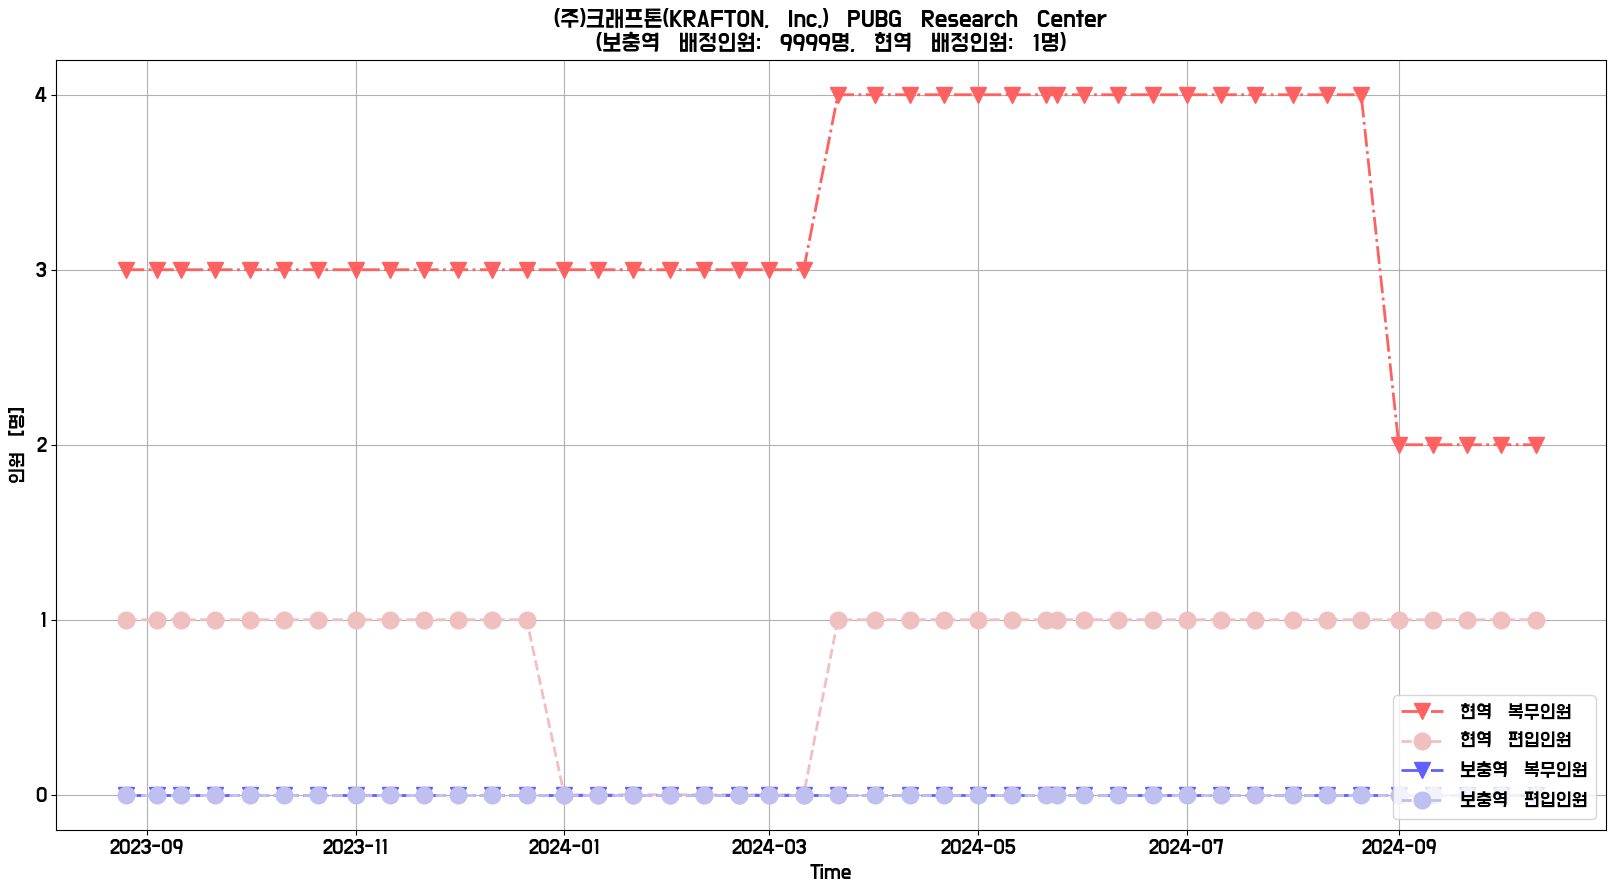 (주)크래프톤(KRAFTON, Inc.) PUBG Research Center
(보충역 배정인원: 9999명, 현역 배정인원: 1명)
인원 [명]
4
3
2
1
0
현역 복무인원
현역 편입인원
보충역 복무인원
보충역 편입인원
2023-09 2023-11 2024-01 2024-03 2024-05 2024-07 2024-09
Time